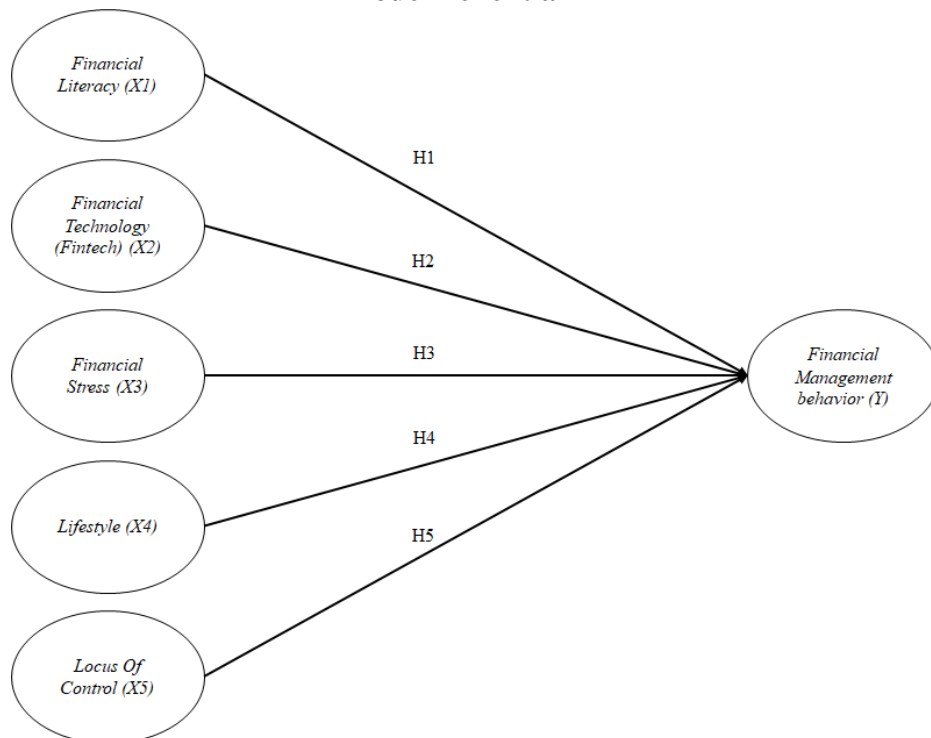 Financial
Literacy (X1)
H1
Financial
Technology
(Fintech) (X2)
H2
Financial
Stress (X3)
H3
Financial
Management
behavior (Y)
H4
Lifestyle (X4)
H5
Locus Of
Control (X5)